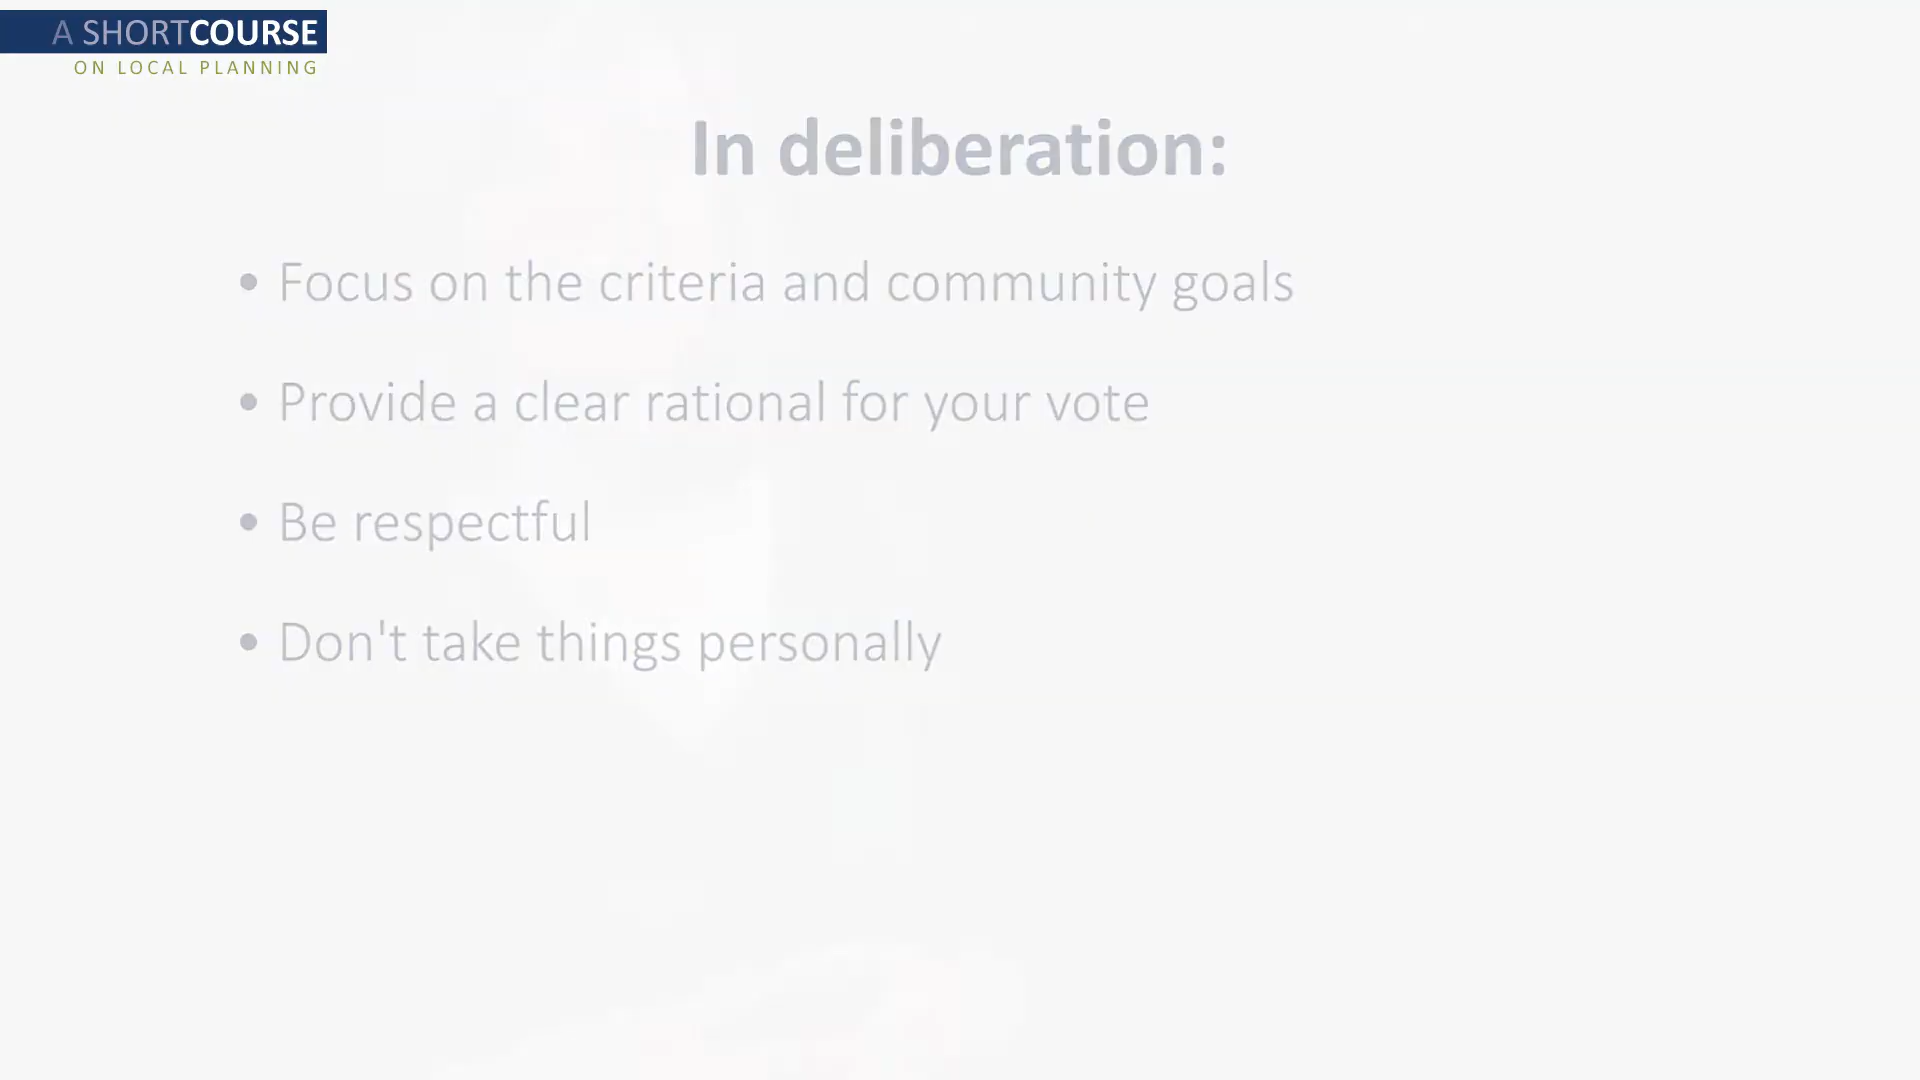 A SHORTCOURSE
ON LOCAL PLANNING
In deliberation:
• Focus on the criteria and community goals
• Provide a clear rational for your vote
• Be respectful
• Don't take things personally